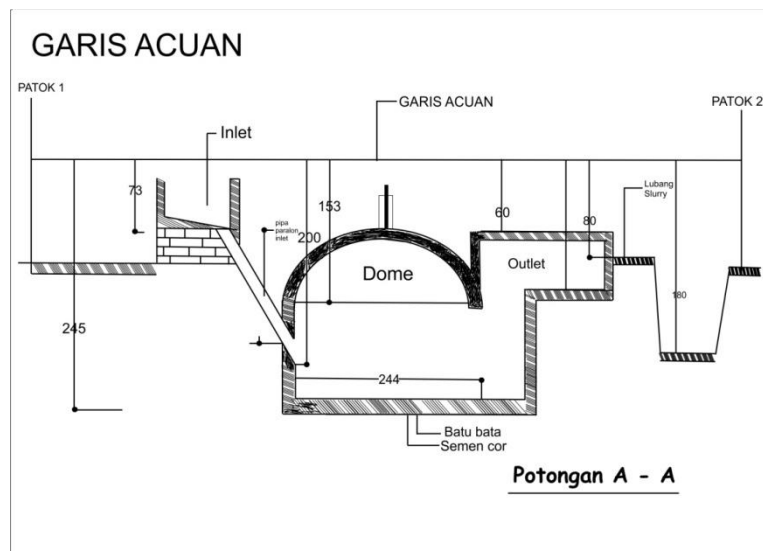 GARIS ACUAN
PATOK 1
GARIS ACUAN
PATOK 2
Inlet
73
153
200
pipa
paralon
inlet
60
80
Lubang
Slurry
Dome
Outlet
180
245
244
Batu bata
Semen cor
Potongan A - A